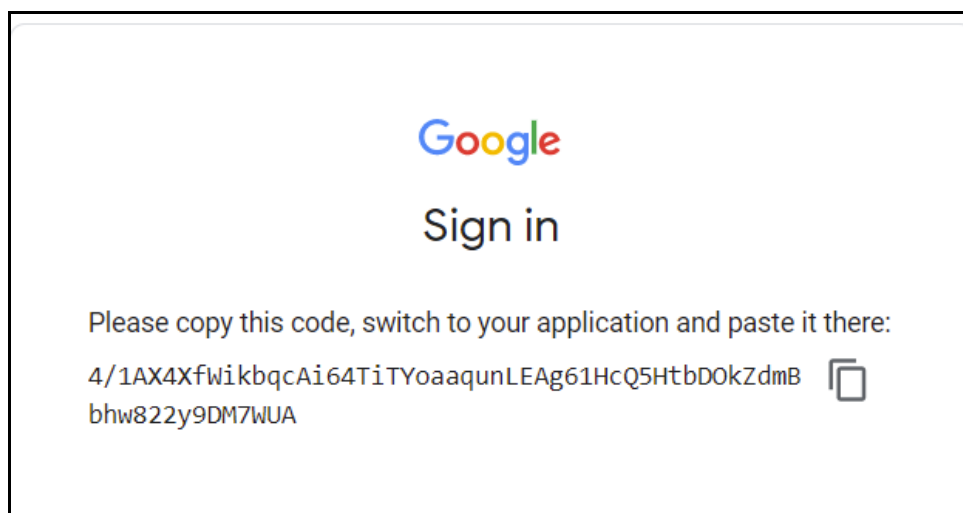 Google
Sign in
Please copy this code, switch to your application and paste it there:
4/1AX4XfWikbqcAi64TiTYoaaqunLEAg61HcQ5HtbDOkZdmB
bhw822y9DM7WUA